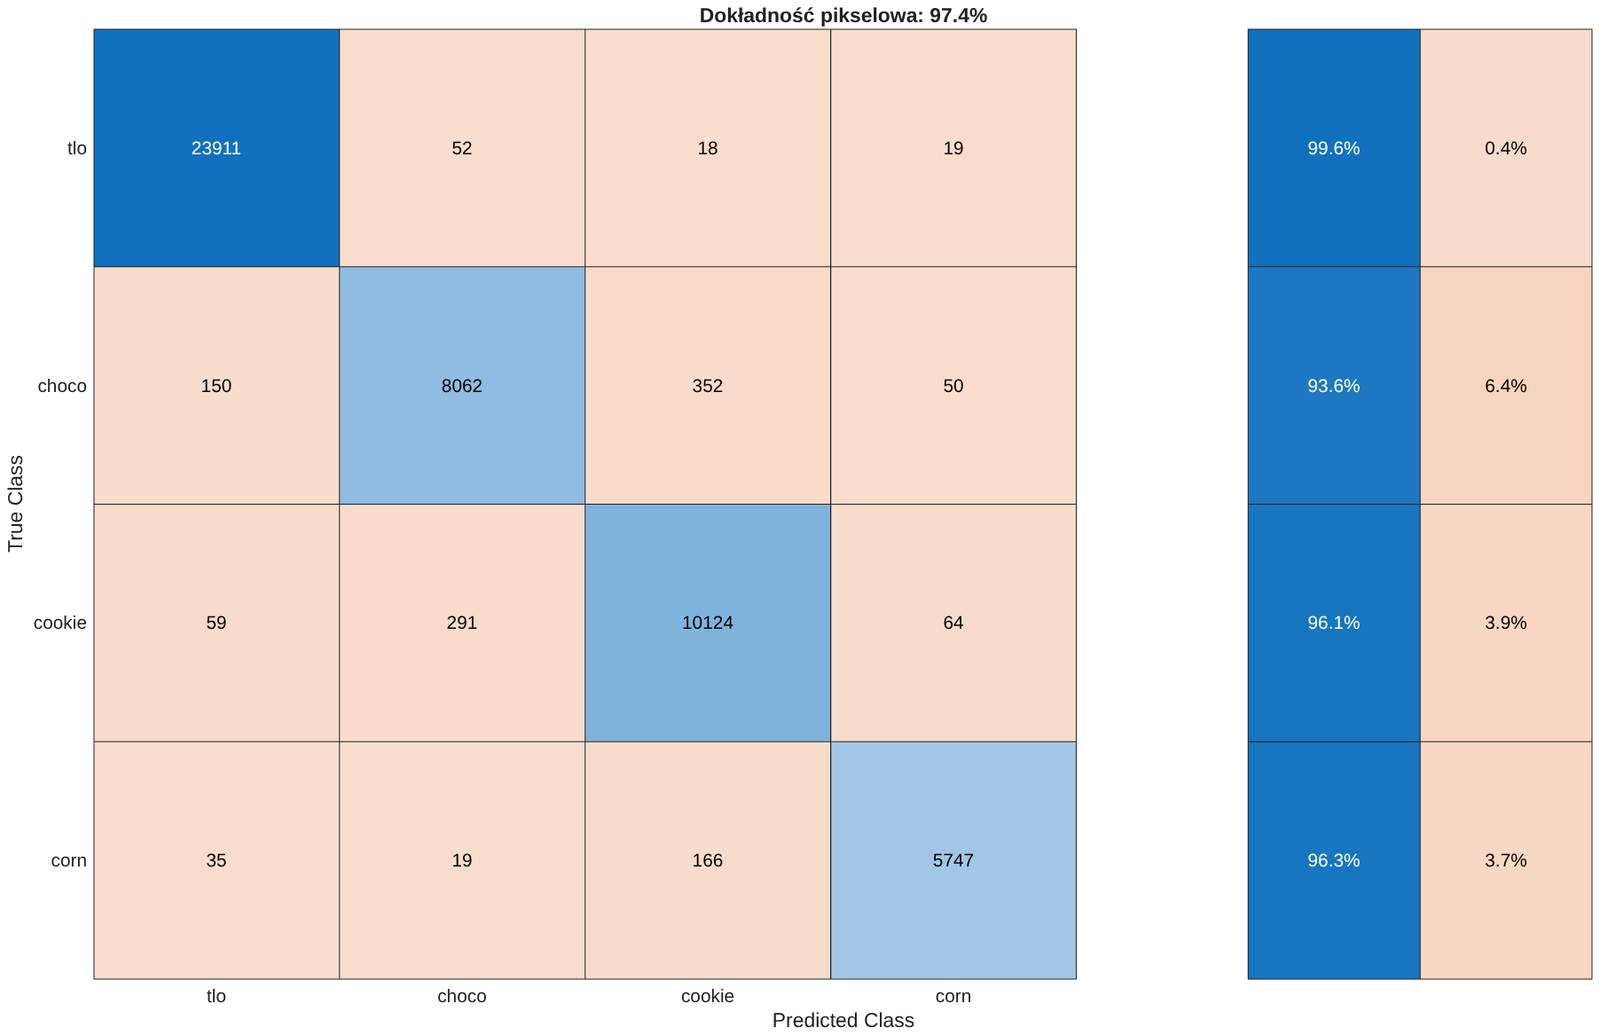 Dokładność pikselowa: 97.4%
True Class
tlo 23911 52 18 19 99.6% 0.4%
choco 150 8062 352 50 93.6% 6.4%
cookie 59 291 10124 64 96.1% 3.9%
corn 35 19 166 5747 96.3% 3.7%
tlo choco cookie corn
Predicted Class